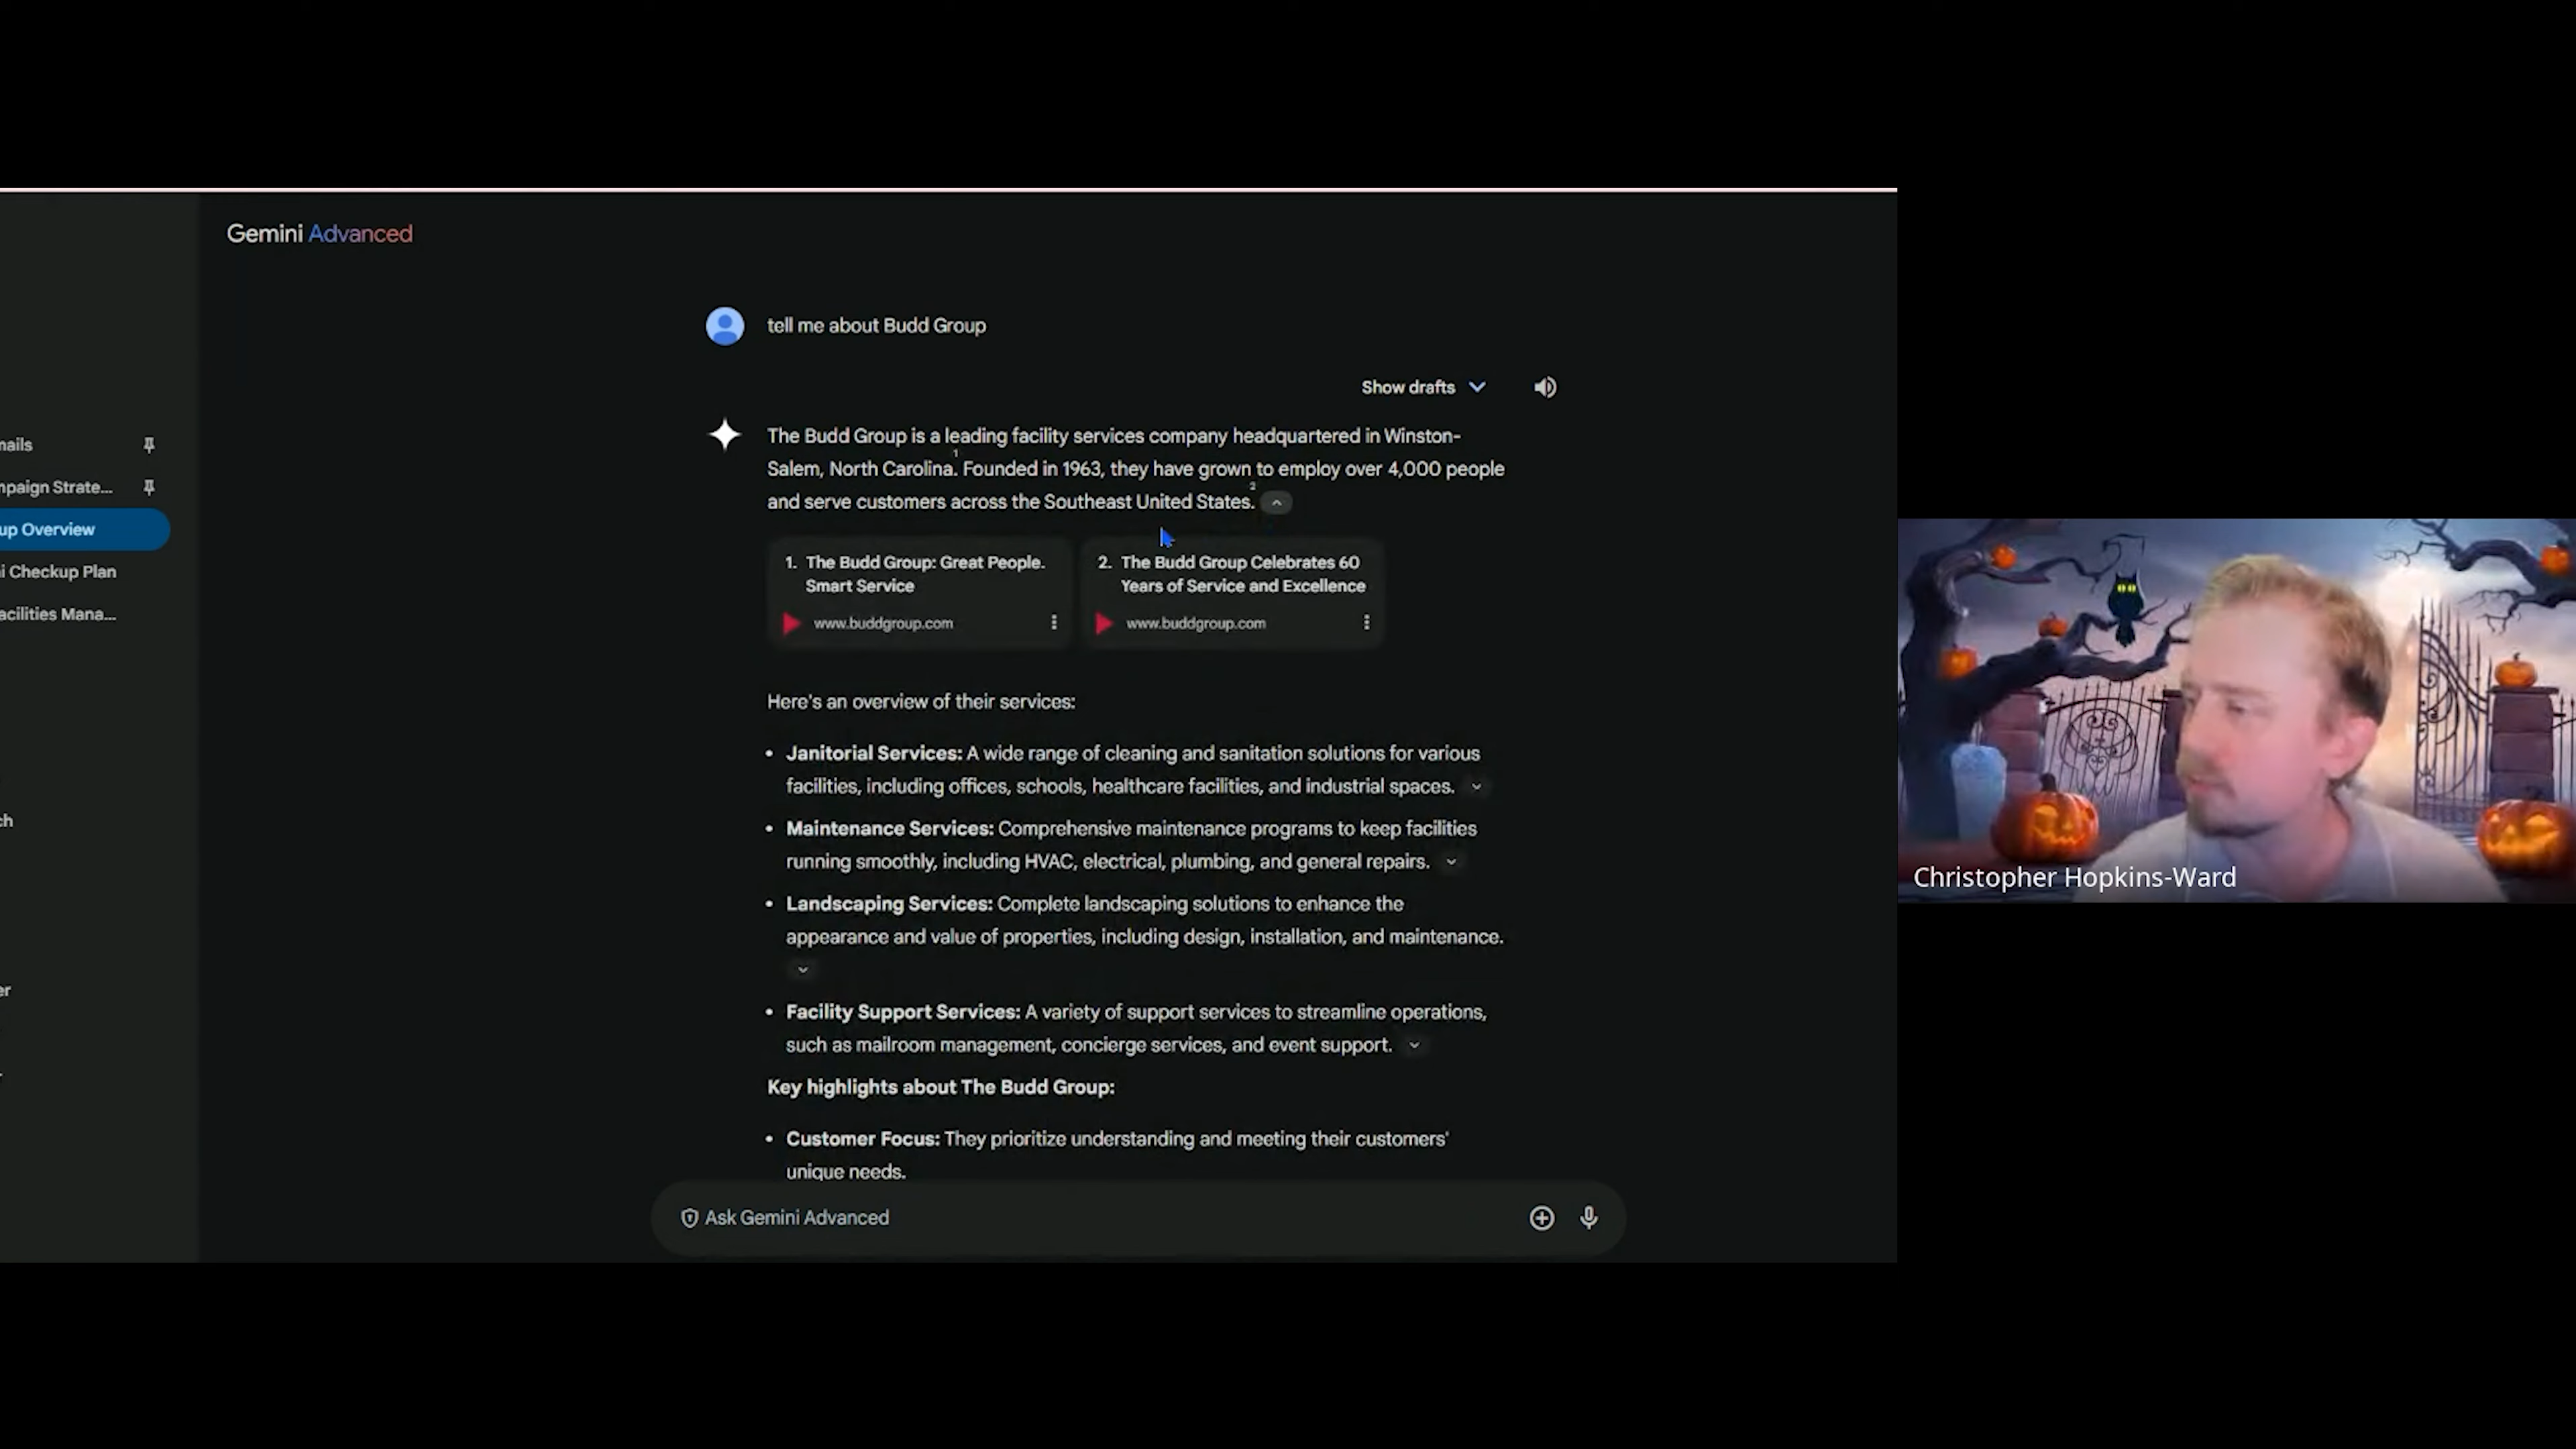 Gemini Advanced
tell me about Budd Group
Show drafts
The Budd Group is a leading facility services company headquartered in Winston-
Salem, North Carolina.1 Founded in 1963, they have grown to employ over 4,000 people
and serve customers across the Southeast United States.2
1. The Budd Group: Great People.
Smart Service
www.buddgroup.com
2. The Budd Group Celebrates 60
Years of Service and Excellence
www.buddgroup.com
Here's an overview of their services:
• Janitorial Services: A wide range of cleaning and sanitation solutions for various
facilities, including offices, schools, healthcare facilities, and industrial spaces.
• Maintenance Services: Comprehensive maintenance programs to keep facilities
running smoothly, including HVAC, electrical, plumbing, and general repairs.
• Landscaping Services: Complete landscaping solutions to enhance the
appearance and value of properties, including design, installation, and maintenance.
• Facility Support Services: A variety of support services to streamline operations,
such as mailroom management, concierge services, and event support.
Key highlights about The Budd Group:
• Customer Focus: They prioritize understanding and meeting their customers'
unique needs.
Ask Gemini Advanced
nails
npaign Strate...
up Overview
i Checkup Plan
acilities Mana...
ch
er
Christopher Hopkins-Ward